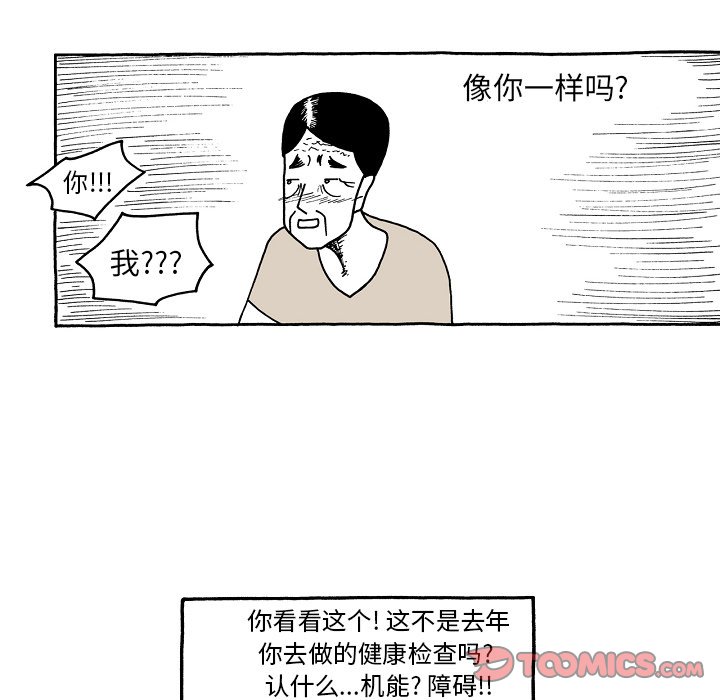 像你一样吗?
你!!!
我???
你看看这个! 这不是去年
你去做的健康检查吗?
认什么...机能? 障碍!!
TOOMICS.COM